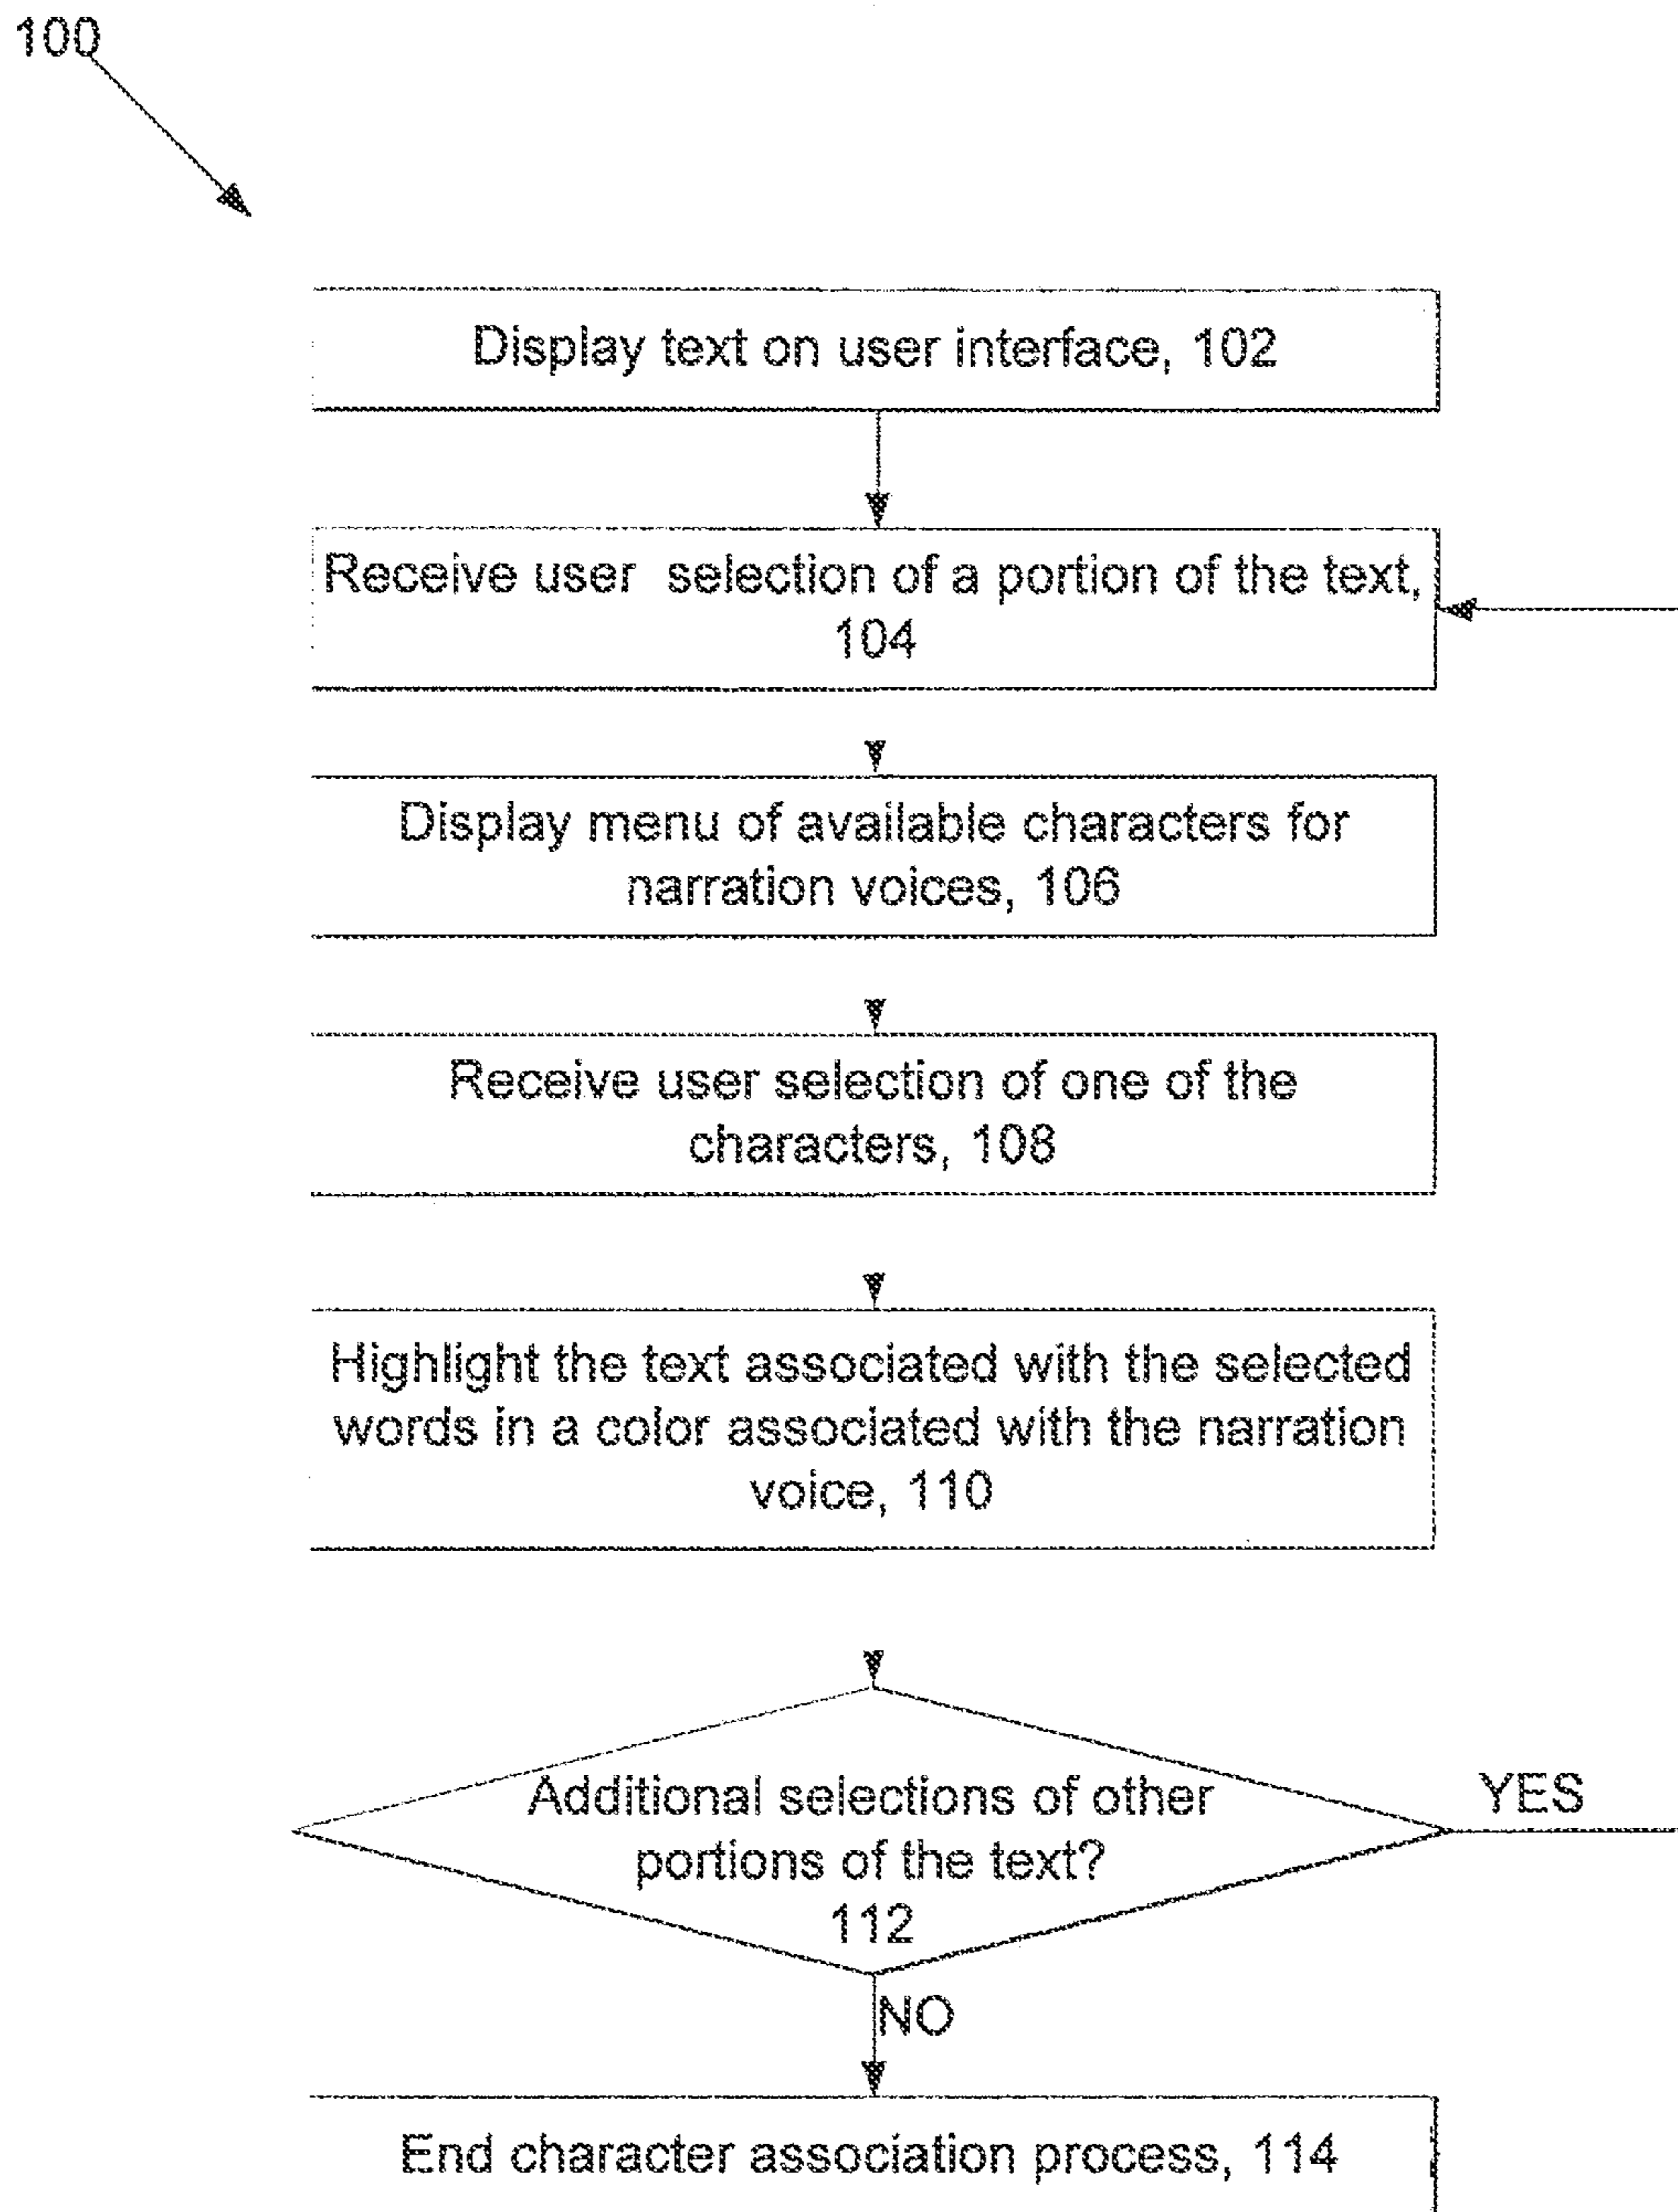 100
Display text on user interface, 102
Receive user selection of a portion of the text,
104
Display menu of available characters for
narration voices, 106
Receive user selection of one of the
characters, 108
Highlight the text associated with the selected
words in a color associated with the narration
voice, 110
Additional selections of other
portions of the text?
112
YES
NO
End character association process, 114